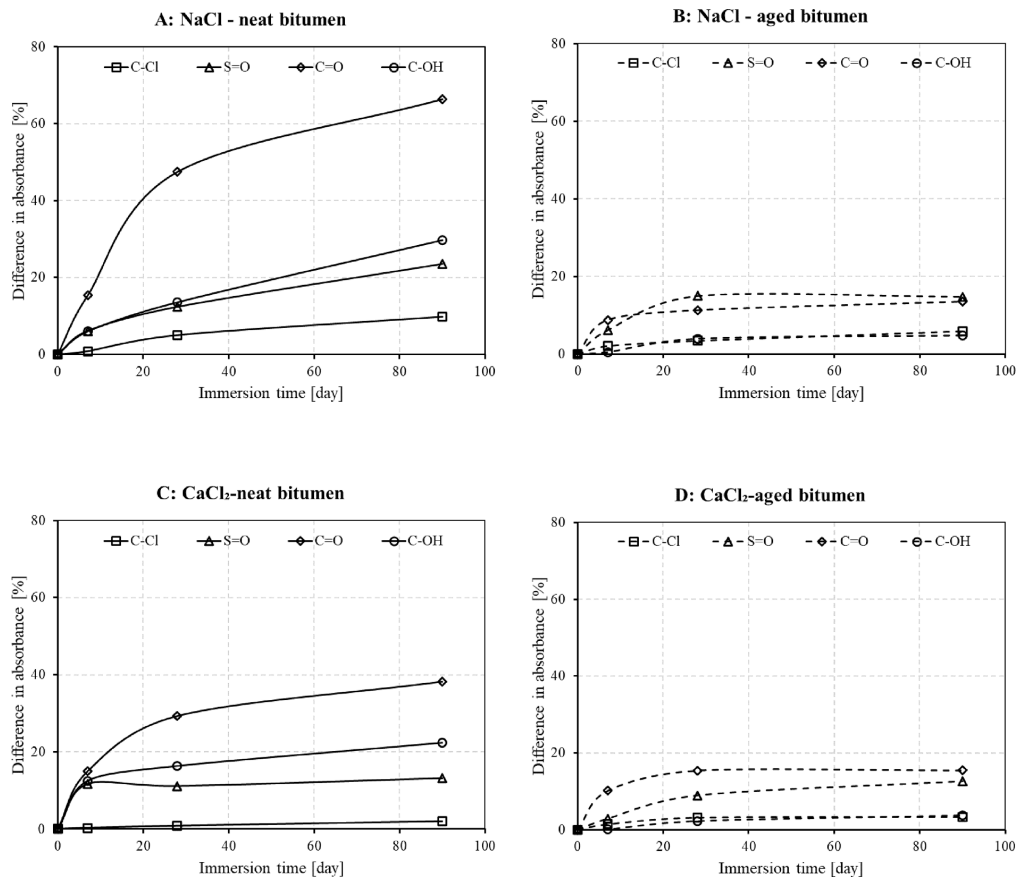 A: NaCl - neat bitumen
80
60
40
20
0
C-Cl S=O C=O C-OH
Difference in absorbance [%]
0 20 40 60 80 100
Immersion time [day]
B: NaCl - aged bitumen
80
60
40
20
0
C-Cl S=O C=O C-OH
Difference in absorbance [%]
0 20 40 60 80 100
Immersion time [day]
C: CaCl₂-neat bitumen
80
60
40
20
0
C-Cl S=O C=O C-OH
Difference in absorbance [%]
0 20 40 60 80 100
Immersion time [day]
D: CaCl₂-aged bitumen
80
60
40
20
0
C-Cl S=O C=O C-OH
Difference in absorbance [%]
0 20 40 60 80 100
Immersion time [day]